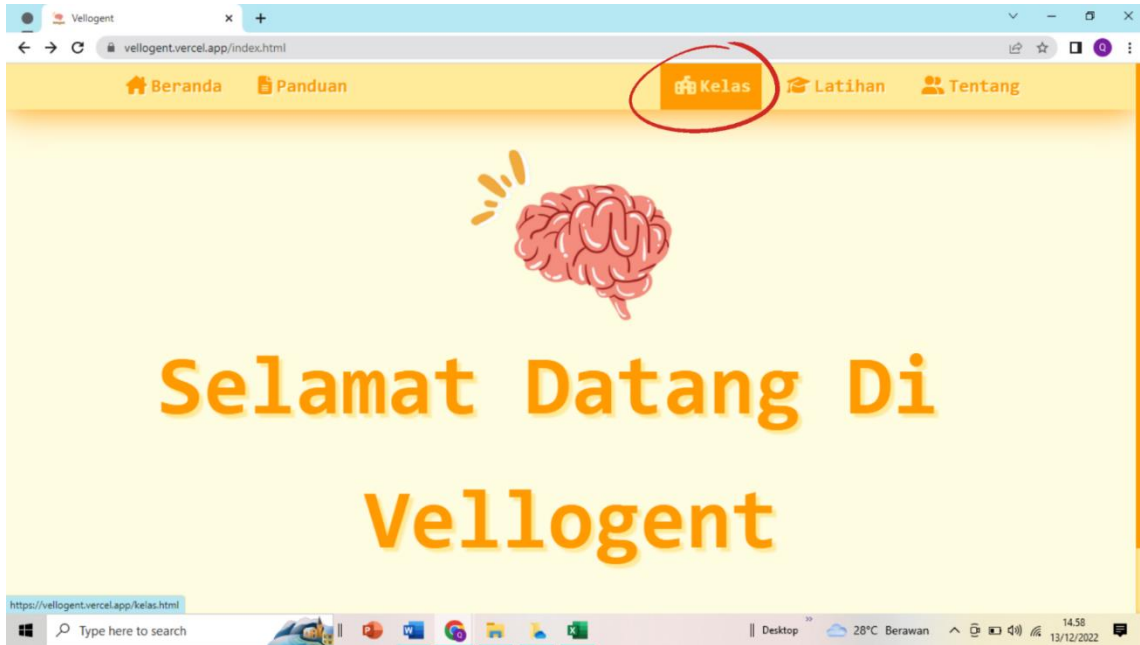 Vellogent
vellogent.vercel.app/index.html
Q
Beranda Panduan Kelas Latihan Tentang
Selamat Datang Di
Vellogent
https://vellogent.vercel.app/kelas.html
Type here to search
Desktop
28°C Berawan
14.58
13/12/2022